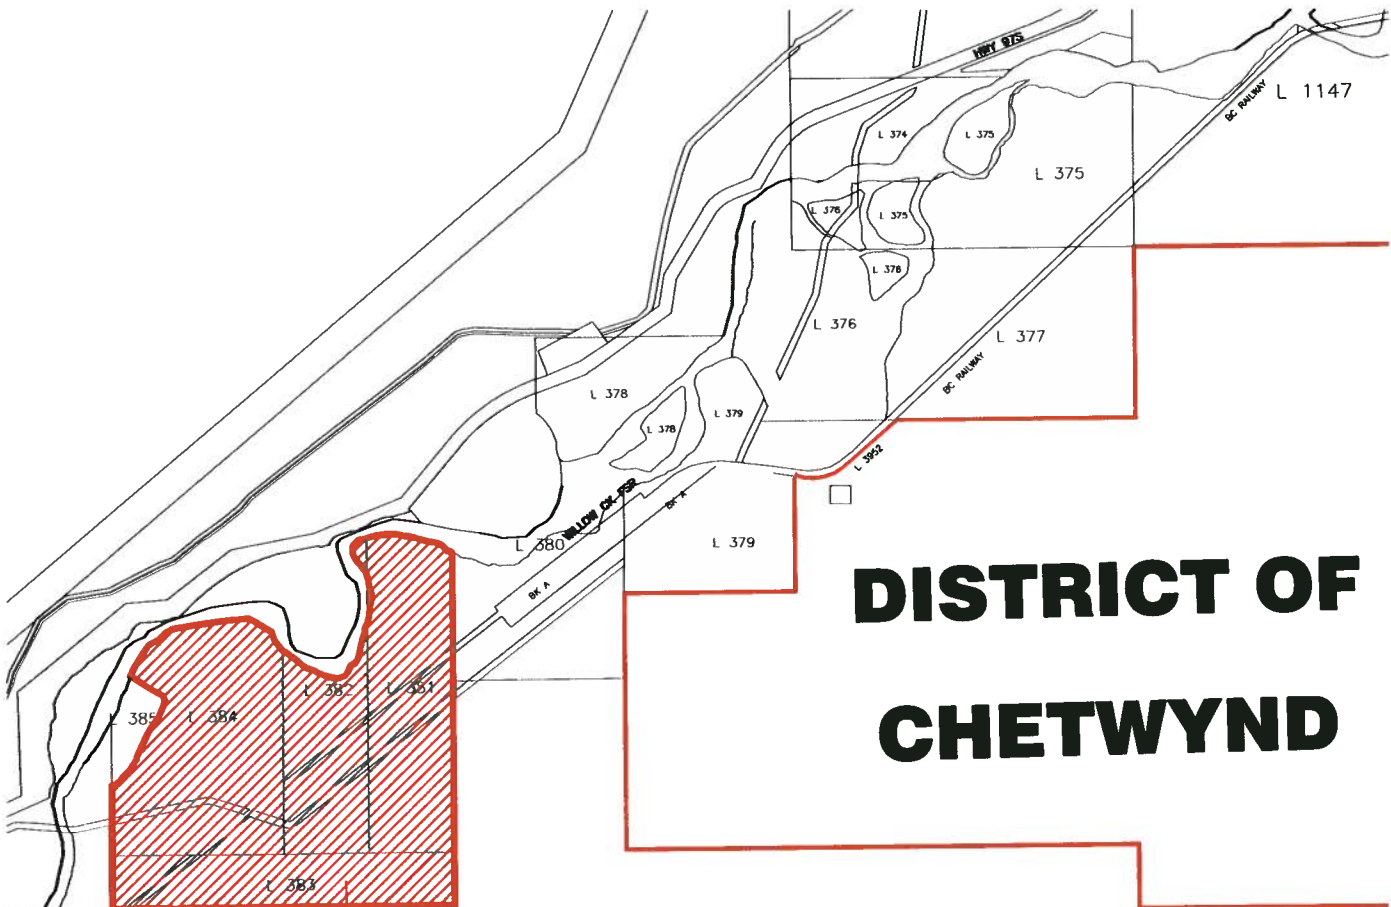 HWY 97S
L 1147
BC RAILWAY
L 374
L 375
L 375
L 376
L 375
L 378
L 376
L 377
BC RAILWAY
L 378
L 379
L 378
L 3952
WILLOW CK FSR
BK A
L 380
L 379
BK A
DISTRICT OF
CHETWYND
L 382
L 351
L 385
L 384
L 383